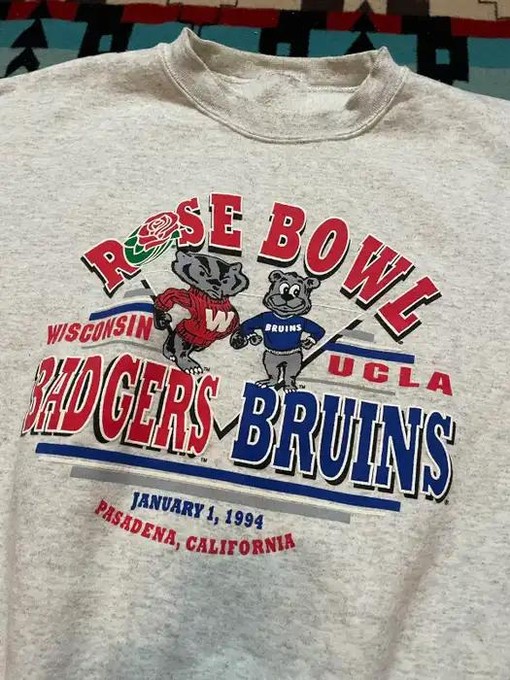 ROSE BOWL
W
BRUINS
WISCONSIN
UCLA
BADGERS
BRUINS
JANUARY 1, 1994
PASADENA, CALIFORNIA